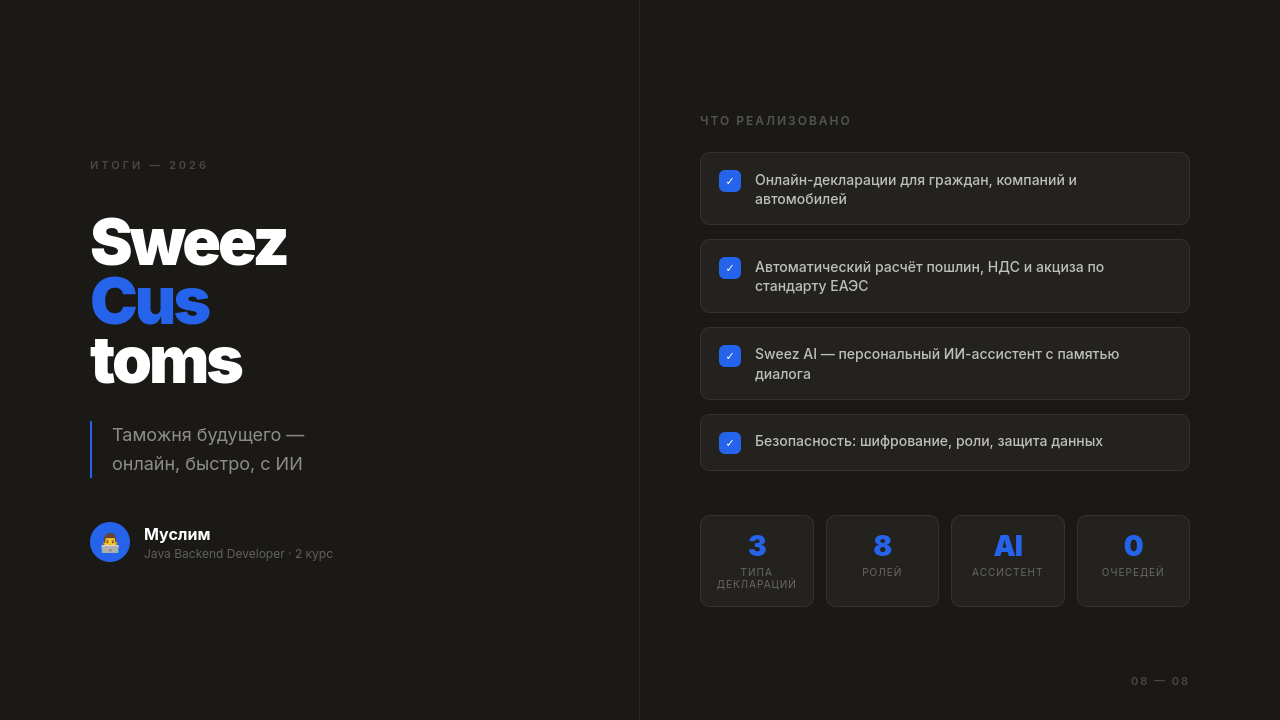 ИТОГИ — 2026
Sweez
Cus
toms
Таможня будущего —
онлайн, быстро, с ИИ
Муслим
Java Backend Developer · 2 курс
ЧТО РЕАЛИЗОВАНО
✓ Онлайн-декларации для граждан, компаний и
автомобилей
✓ Автоматический расчёт пошлин, НДС и акциза по
стандарту ЕАЭС
✓ Sweez AI — персональный ИИ-ассистент с памятью
диалога
✓ Безопасность: шифрование, роли, защита данных
3
ТИПА
ДЕКЛАРАЦИЙ
8
РОЛЕЙ
AI
АССИСТЕНТ
0
ОЧЕРЕДЕЙ
08 — 08